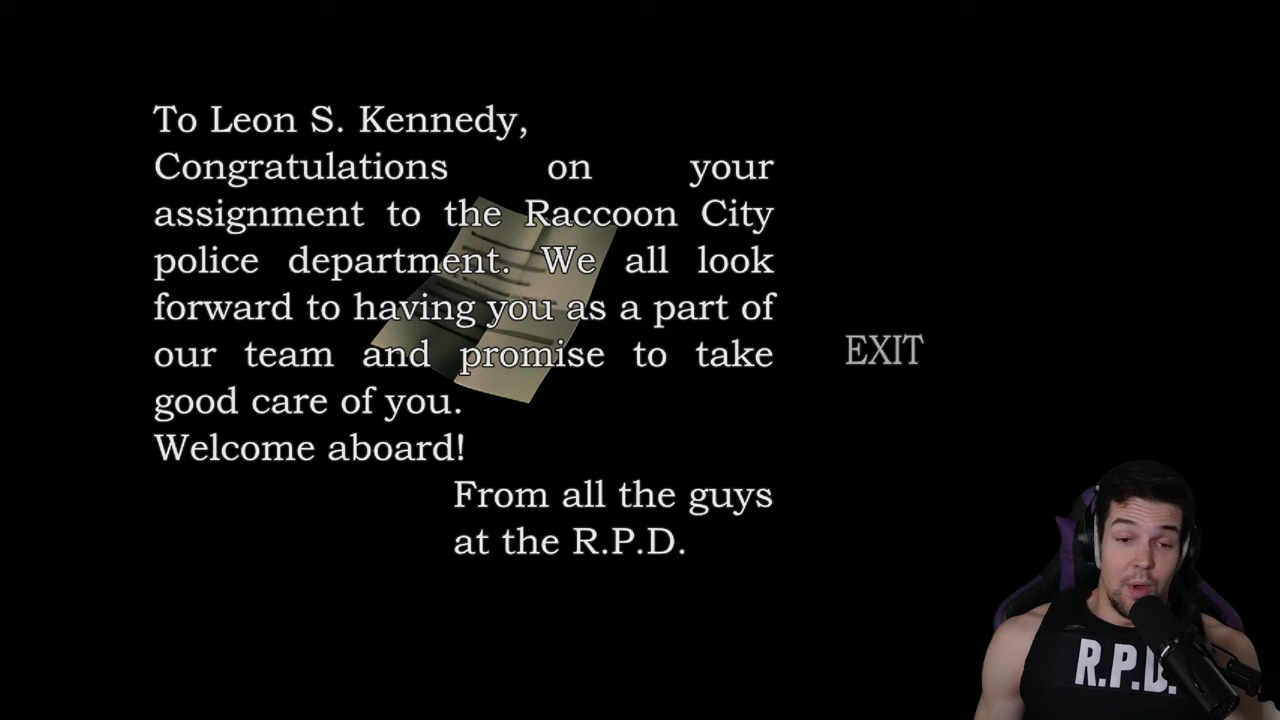 To Leon S. Kennedy,
Congratulations on your
assignment to the Raccoon City
police department. We all look
forward to having you as a part of
our team and promise to take
good care of you.
Welcome aboard!
From all the guys
at the R.P.D.
EXIT
R.P.D.